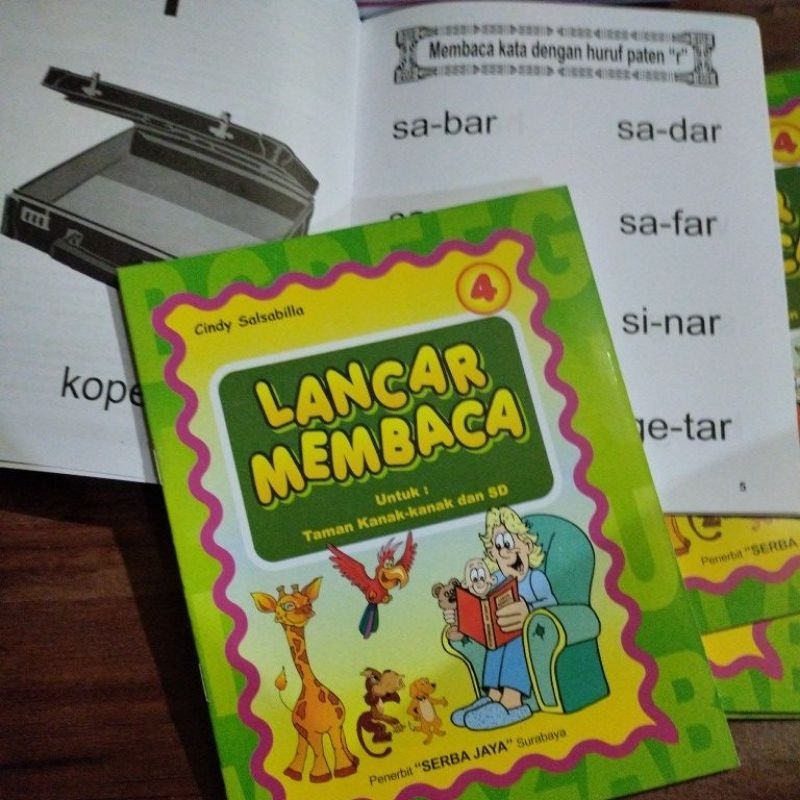 Membaca kata dengan huruf paten "r"
sa-bar
sa-dar
sa-far
si-nar
ge-tar
5
Cindy Salsabilla
4
LANCAR
MEMBACA
Untuk :
Taman Kanak-kanak dan SD
Penerbit "SERBA JAYA" Surabaya
4
Penerbit "SERBA